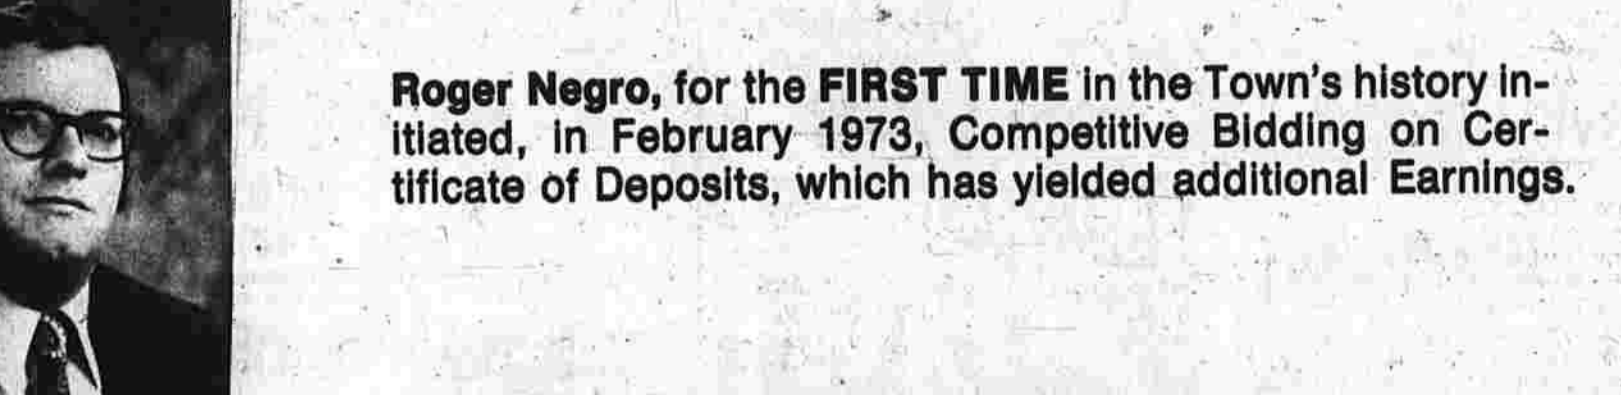 Roger Negro, for the FIRST TIME in the Town's history in-
itiated, in February 1973, Competitive Bidding on Cer-
tificate of Deposits, which has yielded additional Earnings.